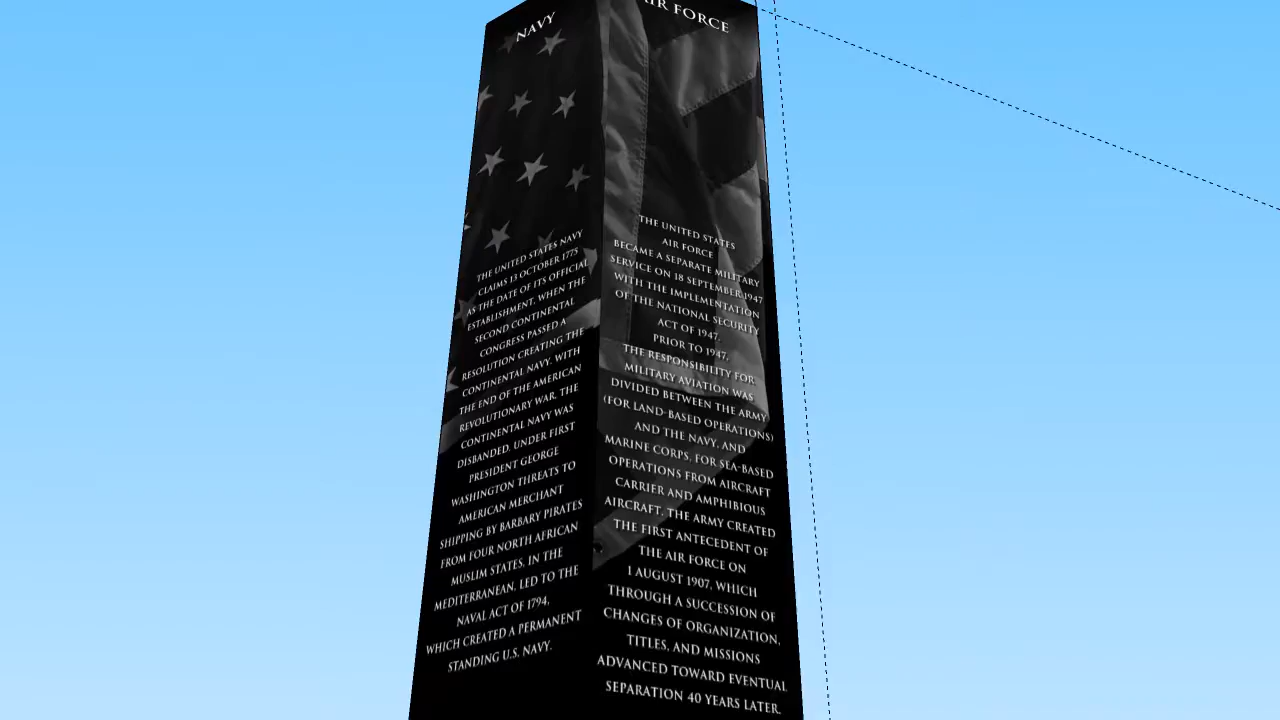 NAVY
THE UNITED STATES NAVY
CLAIMS 13 OCTOBER 1775
AS THE DATE OF ITS OFFICIAL
ESTABLISHMENT, WHEN THE
SECOND CONTINENTAL
CONGRESS PASSED A
RESOLUTION CREATING THE
CONTINENTAL NAVY. WITH
THE END OF THE AMERICAN
REVOLUTIONARY WAR, THE
CONTINENTAL NAVY WAS
DISBANDED. UNDER FIRST
PRESIDENT GEORGE
WASHINGTON THREATS TO
AMERICAN MERCHANT
SHIPPING BY BARBARY PIRATES
FROM FOUR NORTH AFRICAN
MUSLIM STATES, IN THE
MEDITERRANEAN, LED TO THE
NAVAL ACT OF 1794,
WHICH CREATED A PERMANENT
STANDING U.S. NAVY.
AIR FORCE
THE UNITED STATES
AIR FORCE
BECAME A SEPARATE MILITARY
SERVICE ON 18 SEPTEMBER 1947
WITH THE IMPLEMENTATION
OF THE NATIONAL SECURITY
ACT OF 1947.
PRIOR TO 1947,
THE RESPONSIBILITY FOR
MILITARY AVIATION WAS
DIVIDED BETWEEN THE ARMY
(FOR LAND-BASED OPERATIONS)
AND THE NAVY, AND
MARINE CORPS, FOR SEA-BASED
OPERATIONS FROM AIRCRAFT
CARRIER AND AMPHIBIOUS
AIRCRAFT. THE ARMY CREATED
THE FIRST ANTECEDENT OF
THE AIR FORCE ON
1 AUGUST 1907, WHICH
THROUGH A SUCCESSION OF
CHANGES OF ORGANIZATION,
TITLES, AND MISSIONS
ADVANCED TOWARD EVENTUAL
SEPARATION 40 YEARS LATER.